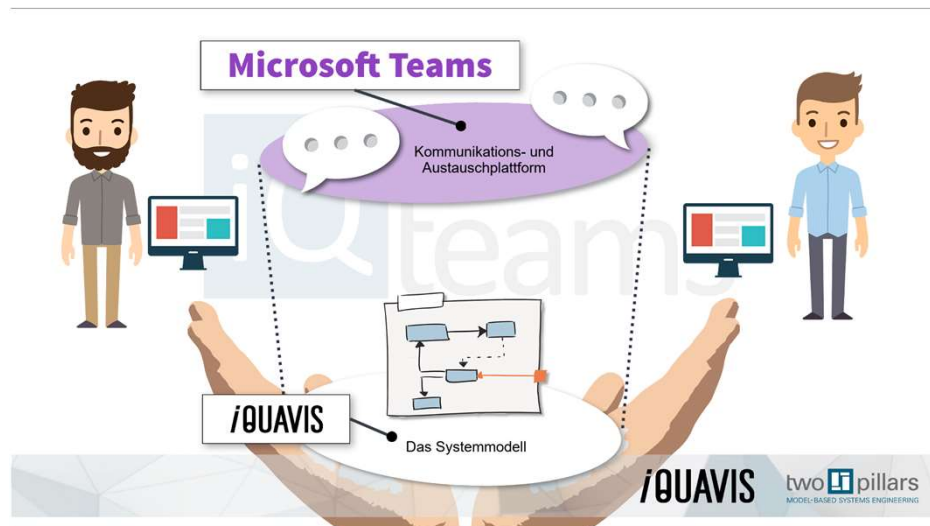 Microsoft Teams
Kommunikations- und
Austauschplattform
iQ
teams
iQUAVIS
Das Systemmodell
iQUAVIS
two pillars
MODEL-BASED SYSTEMS ENGINEERING